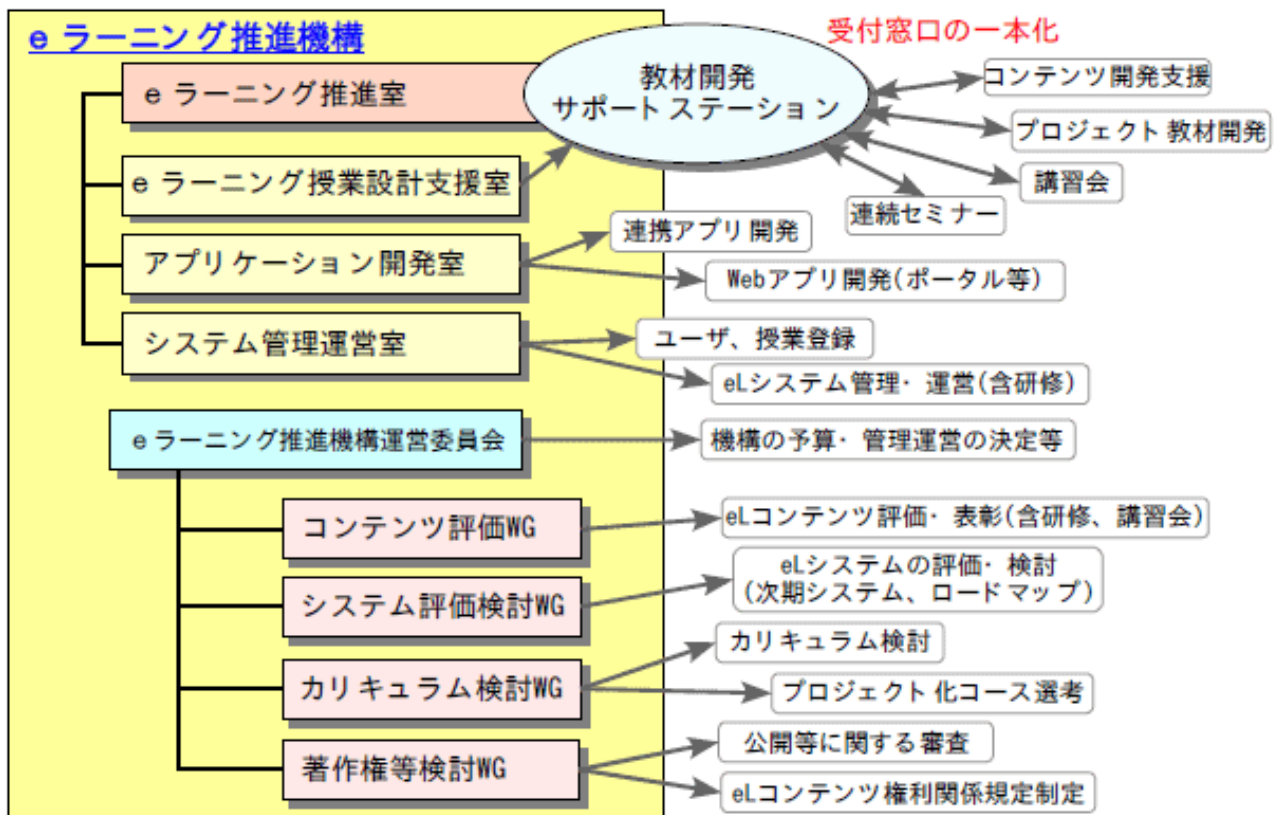 eラーニング推進機構
受付窓口の一本化
eラーニング推進室
教材開発
サポートステーション
コンテンツ開発支援
プロジェクト教材開発
講習会
連続セミナー
eラーニング授業設計支援室
アプリケーション開発室
連携アプリ開発
Webアプリ開発(ポータル等)
システム管理運営室
ユーザ、授業登録
eLシステム管理・運営(含研修)
eラーニング推進機構運営委員会
機構の予算・管理運営の決定等
コンテンツ評価WG
eLコンテンツ評価・表彰(含研修、講習会)
システム評価検討WG
eLシステムの評価・検討
(次期システム、ロードマップ)
カリキュラム検討WG
カリキュラム検討
プロジェクト化コース選考
著作権等検討WG
公開等に関する審査
eLコンテンツ権利関係規定制定